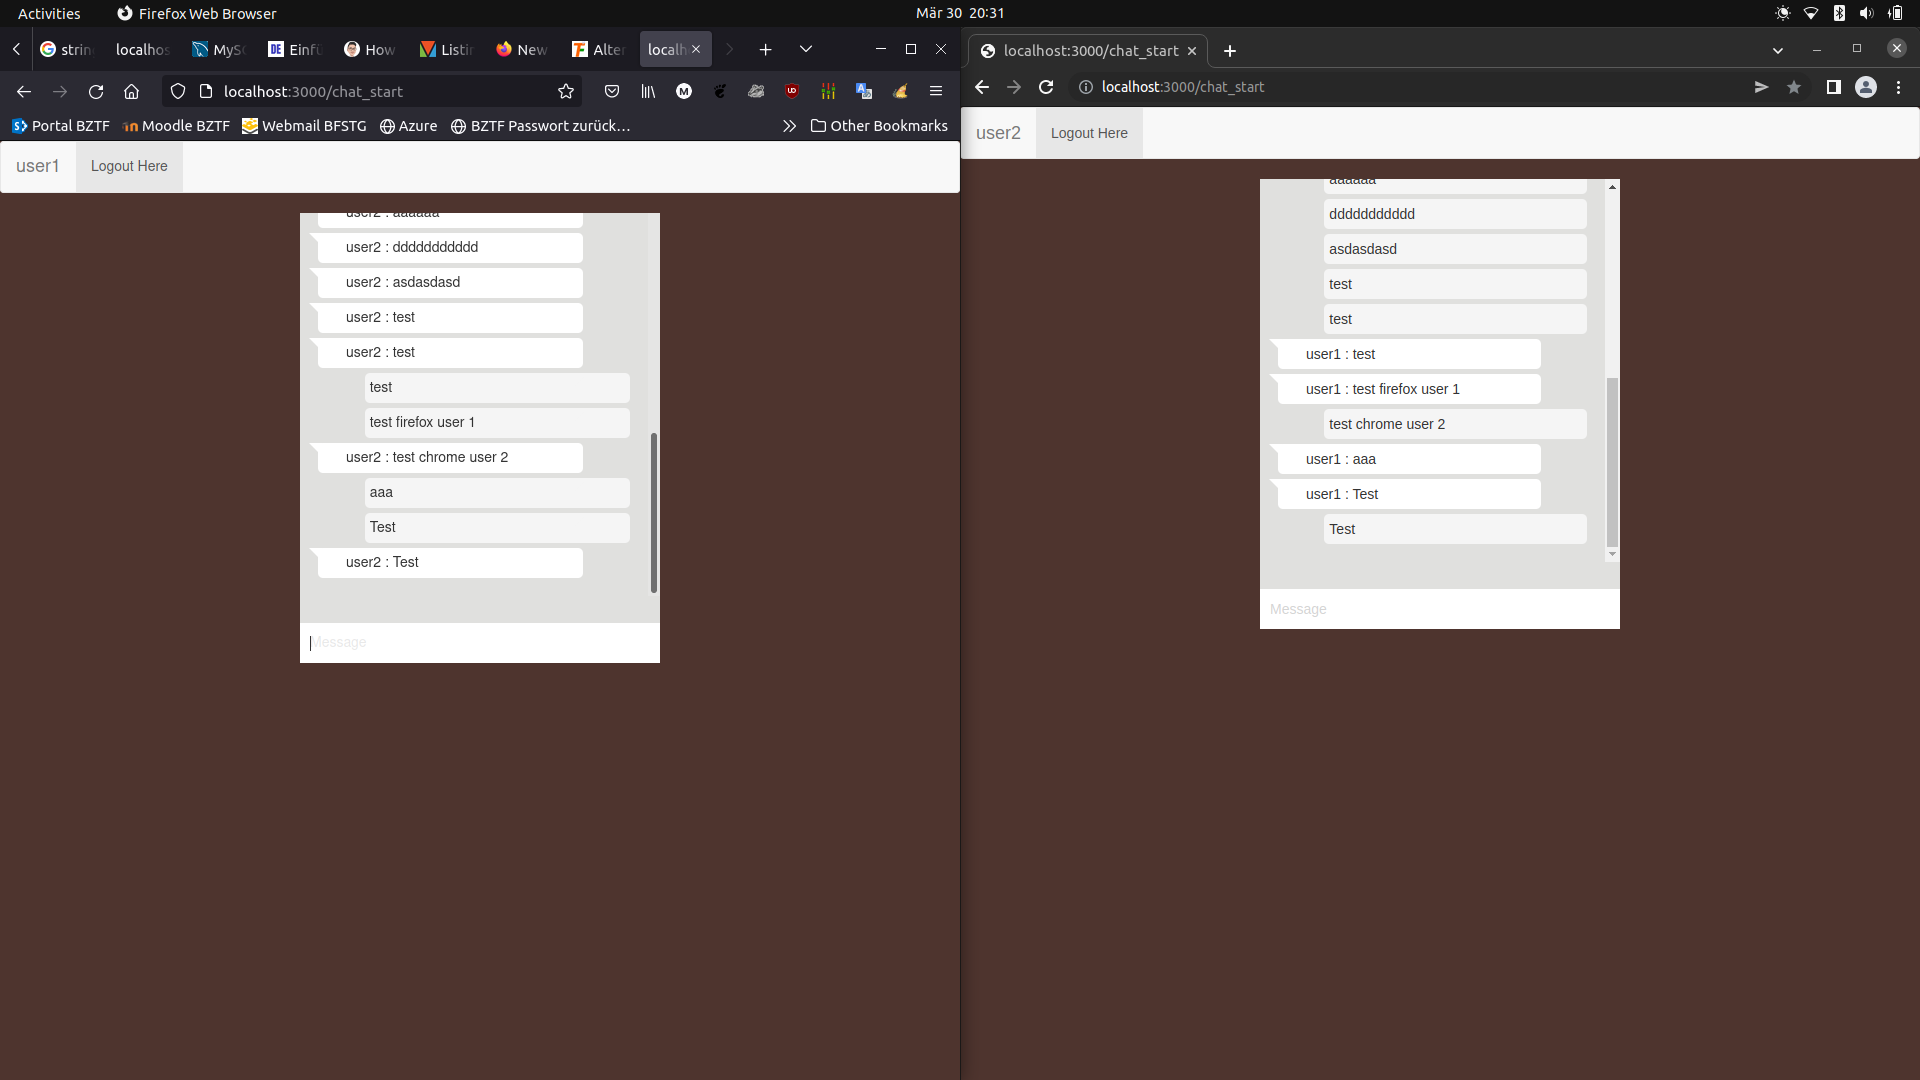 Activities
Firefox Web Browser
Mär 30 20:31
strin
localhos
MyS
Einfü
How
Listi
New
Alter
localh
localhost:3000/chat_start
Portal BZTF
Moodle BZTF
Webmail BFSTG
Azure
BZTF Passwort zurück…
Other Bookmarks
user1
Logout Here
user2 : aaaaaa
user2 : ddddddddddd
user2 : asdasdasd
user2 : test
user2 : test
test
test firefox user 1
user2 : test chrome user 2
aaa
Test
user2 : Test
Message
localhost:3000/chat_start
localhost:3000/chat_start
user2
Logout Here
aaaaaa
ddddddddddd
asdasdasd
test
test
user1 : test
user1 : test firefox user 1
test chrome user 2
user1 : aaa
user1 : Test
Test
Message